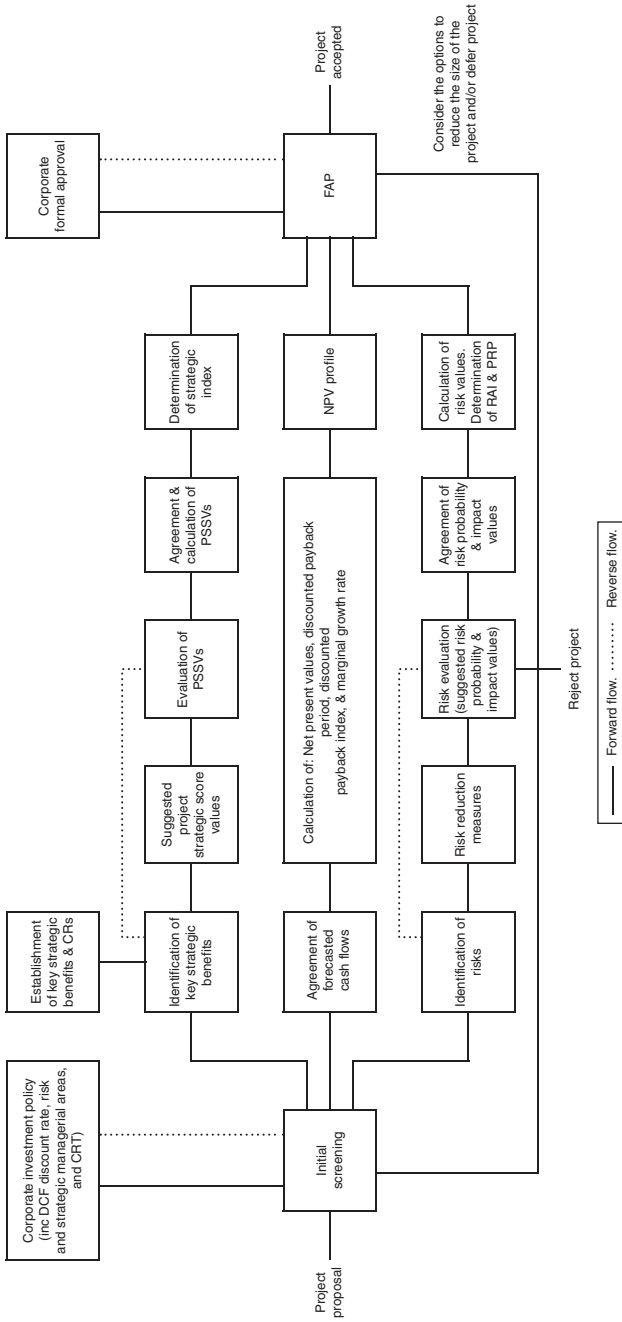 Corporate investment policy
(inc DCF discount rate, risk
and strategic managerial areas,
and CRT)
Establishment
of key strategic
benefits & CRs
Corporate
formal approval
Identification of
key strategic
benefits
Suggested
project
strategic score
values
Evaluation of
PSSVs
Agreement &
calculation of
PSSVs
Determination
of strategic
index
Project
proposal
Initial
screening
Agreement of
forecasted
cash flows
Calculation of: Net present values, discounted payback
period, discounted
payback index, & marginal growth rate
NPV profile
FAP
Project
accepted
Identification of
risks
Risk reduction
measures
Risk evaluation
(suggested risk
probability &
impact values)
Agreement of
risk probability
& impact
values
Calculation of
risk values.
Determination
of RAI & PRP
Consider the options to
reduce the size of the
project and/or defer project
Reject project
Forward flow. Reverse flow.